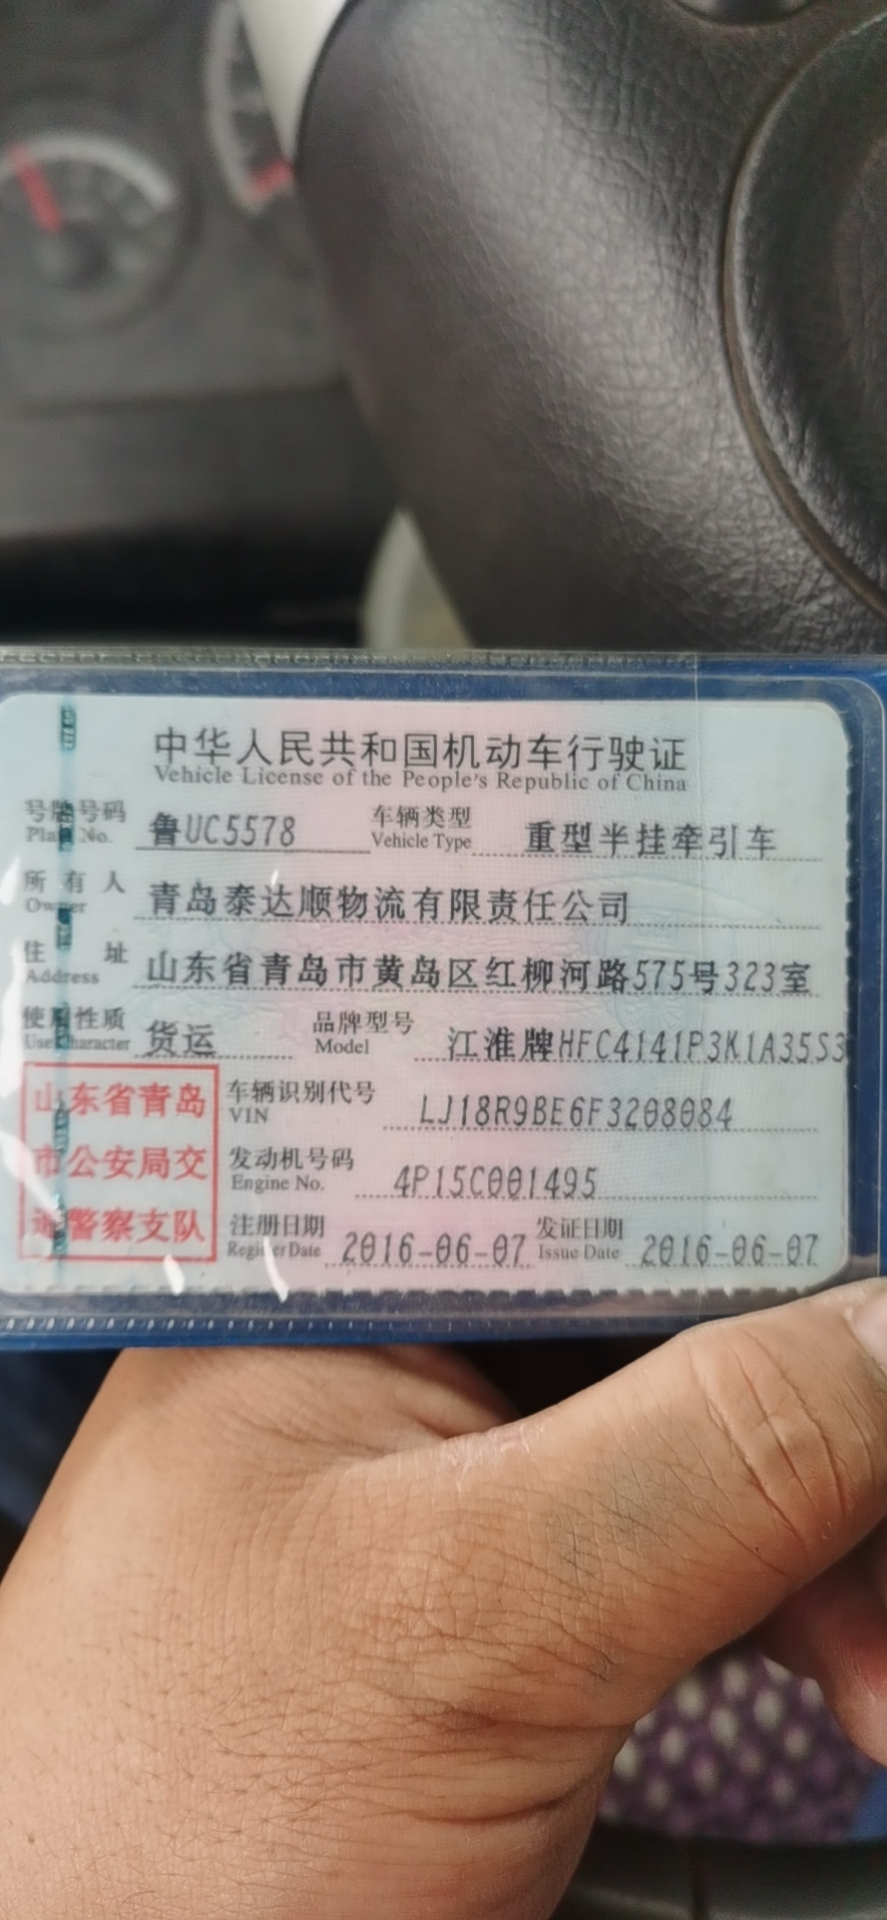 中华人民共和国机动车行驶证
Vehicle License of the People's Republic of China
号牌号码 鲁UC5578 车辆类型 重型半挂牵引车
Plate No. Vehicle Type
所有人 青岛泰达顺物流有限责任公司
Owner
住址 山东省青岛市黄岛区红柳河路575号323室
Address
使用性质 货运 品牌型号 江淮牌HFC4141P3K1A35S3
Use Character Model
山东省青岛
市公安局交
通警察支队
车辆识别代号 LJ18R9BE6F3208084
VIN
发动机号码 4P15C001495
Engine No.
注册日期 2016-06-07 发证日期 2016-06-07
Register Date Issue Date